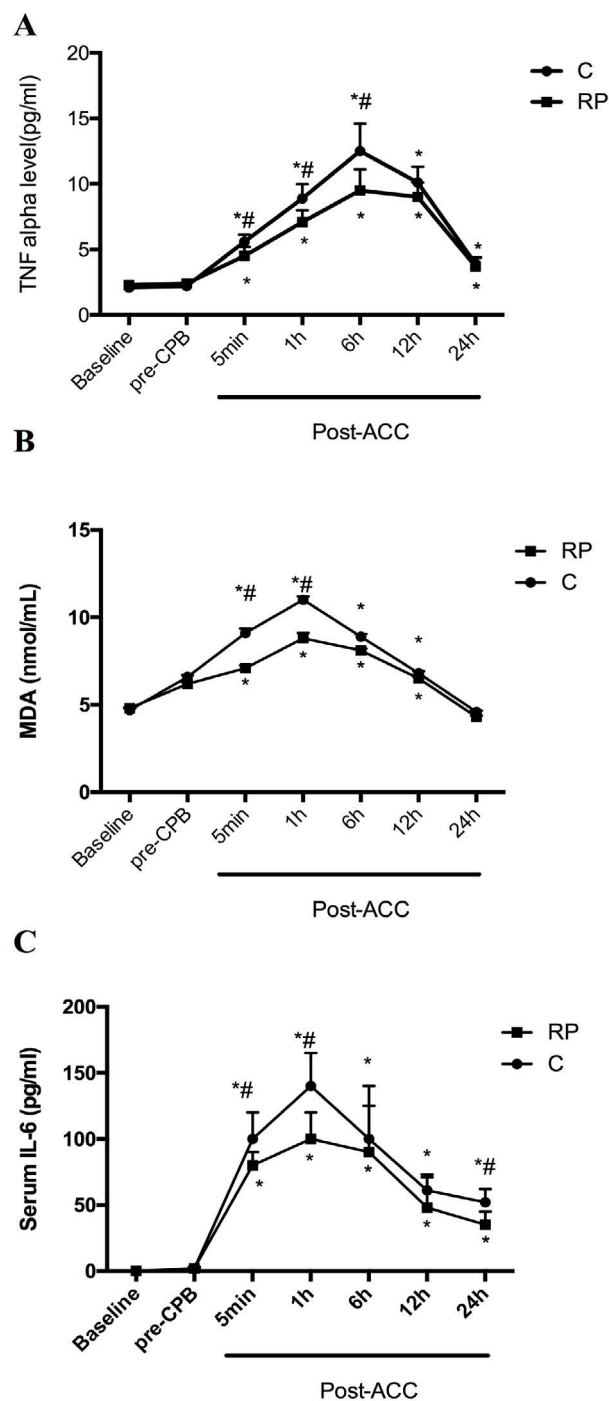 A
TNF alpha level(pg/ml)
20
15
10
5
0
*#
*#
*#
*
*
*
*
*
*
*
C
RP
Baseline
pre-CPB
5min
1h
6h
12h
24h
Post-ACC
B
MDA (nmol/mL)
15
10
5
0
*#
*#
*
*
*
*
*
*
RP
C
Baseline
pre-CPB
5min
1h
6h
12h
24h
Post-ACC
C
Serum IL-6 (pg/ml)
200
150
100
50
0
*#
*#
*
*
*#
*
*
*
*
*
RP
C
Baseline
pre-CPB
5min
1h
6h
12h
24h
Post-ACC